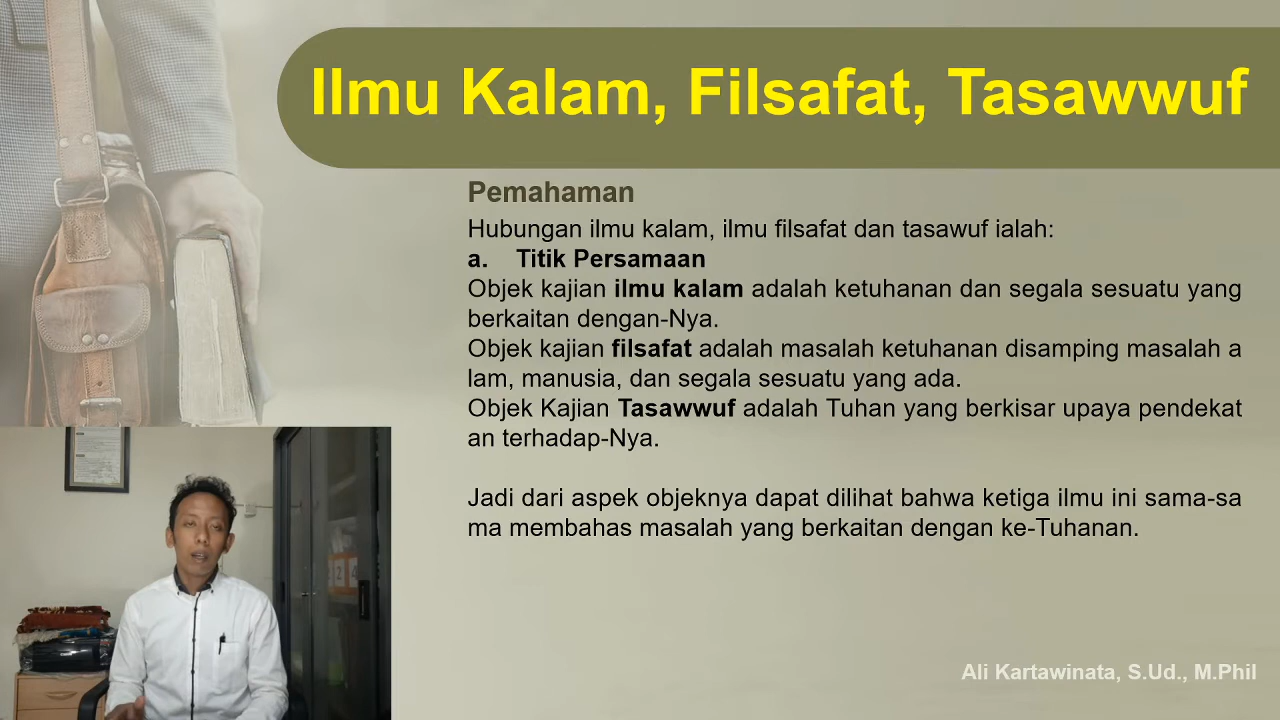 Ilmu Kalam, Filsafat, Tasawwuf
Pemahaman
Hubungan ilmu kalam, ilmu filsafat dan tasawuf ialah:
a. Titik Persamaan
Objek kajian ilmu kalam adalah ketuhanan dan segala sesuatu yang
berkaitan dengan-Nya.
Objek kajian filsafat adalah masalah ketuhanan disamping masalah a
lam, manusia, dan segala sesuatu yang ada.
Objek Kajian Tasawwuf adalah Tuhan yang berkisar upaya pendekat
an terhadap-Nya.
Jadi dari aspek objeknya dapat dilihat bahwa ketiga ilmu ini sama-sa
ma membahas masalah yang berkaitan dengan ke-Tuhanan.
Ali Kartawinata, S.Ud., M.Phil